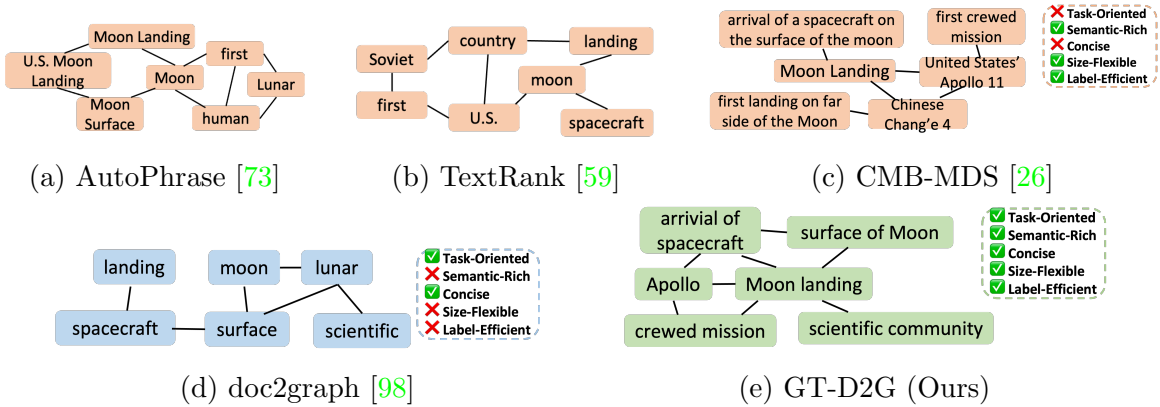 Moon Landing
U.S. Moon
Landing
first
Moon
Lunar
Moon
Surface
human
(a) AutoPhrase [73]
country
landing
Soviet
moon
first
U.S.
spacecraft
(b) TextRank [59]
arrival of a spacecraft on
the surface of the moon
first crewed
mission
Moon Landing
United States'
Apollo 11
first landing on far
side of the Moon
Chinese
Chang'e 4
Task-Oriented
Semantic-Rich
Concise
Size-Flexible
Label-Efficient
(c) CMB-MDS [26]
landing
moon
lunar
spacecraft
surface
scientific
Task-Oriented
Semantic-Rich
Concise
Size-Flexible
Label-Efficient
(d) doc2graph [98]
arrivial of
spacecraft
surface of Moon
Apollo
Moon landing
crewed mission
scientific community
Task-Oriented
Semantic-Rich
Concise
Size-Flexible
Label-Efficient
(e) GT-D2G (Ours)